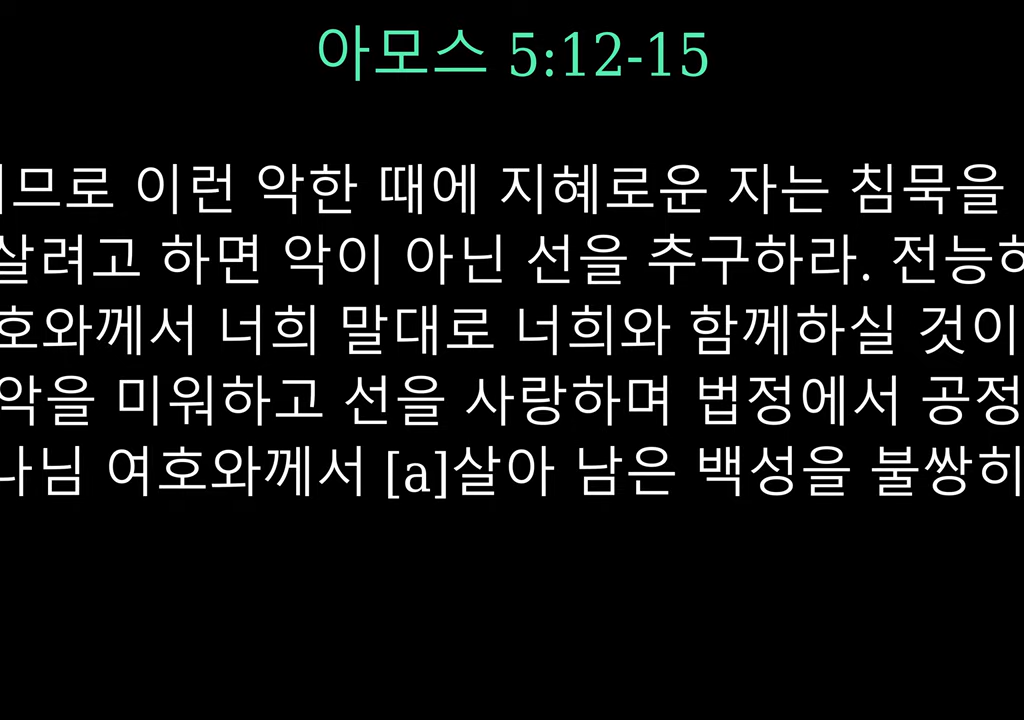 아모스 5:12-15
므로 이런 악한 때에 지혜로운 자는 침묵을
살려고 하면 악이 아닌 선을 추구하라. 전능하
호와께서 너희 말대로 너희와 함께하실 것이
악을 미워하고 선을 사랑하며 법정에서 공정
나님 여호와께서 [a]살아 남은 백성을 불쌍히